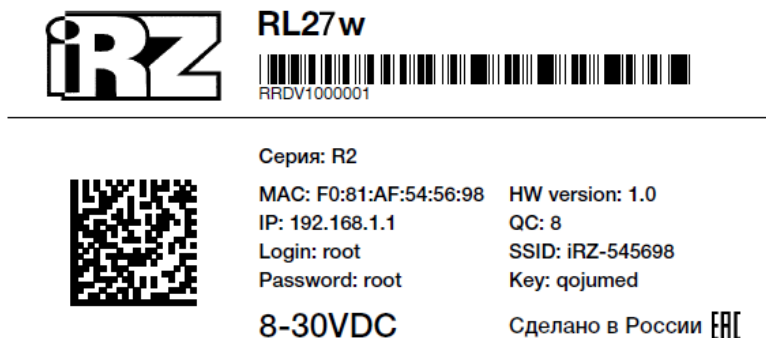 iRZ
RL27w
RRDV1000001
Серия: R2
MAC: F0:81:AF:54:56:98 HW version: 1.0
IP: 192.168.1.1 QC: 8
Login: root SSID: iRZ-545698
Password: root Key: qojumed
8-30VDC Сделано в России EAC